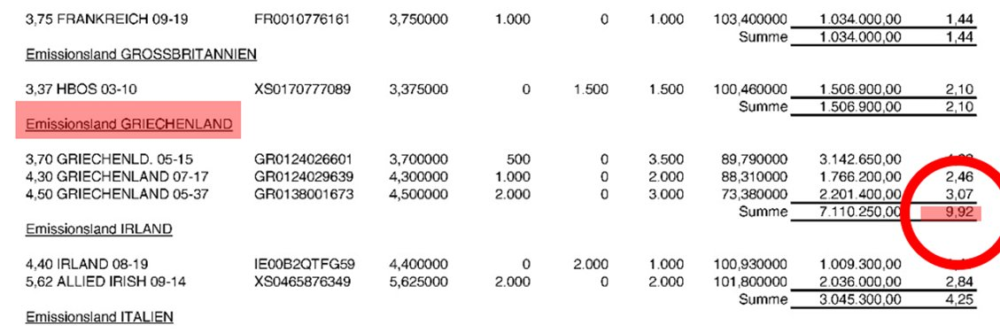 3,75 FRANKREICH 09-19 FR0010776161 3,750000 1.000 0 1.000 103,400000 1.034.000,00 1,44
Summe 1.034.000,00 1,44
Emissionsland GROSSBRITANNIEN
3,37 HBOS 03-10 XS0170777089 3,375000 0 1.500 1.500 100,460000 1.506.900,00 2,10
Summe 1.506.900,00 2,10
Emissionsland GRIECHENLAND
3,70 GRIECHENLD. 05-15 GR0124026601 3,700000 500 0 3.500 89,790000 3.142.650,00
4,30 GRIECHENLAND 07-17 GR0124029639 4,300000 1.000 0 2.000 88,310000 1.766.200,00 2,46
4,50 GRIECHENLAND 05-37 GR0138001673 4,500000 2.000 0 3.000 73,380000 2.201.400,00 3,07
Summe 7.110.250,00 9,92
Emissionsland IRLAND
4,40 IRLAND 08-19 IE00B2QTFG59 4,400000 0 2.000 1.000 100,930000 1.009.300,00
5,62 ALLIED IRISH 09-14 XS0465876349 5,625000 2.000 0 2.000 101,800000 2.036.000,00 2,84
Summe 3.045.300,00 4,25
Emissionsland ITALIEN